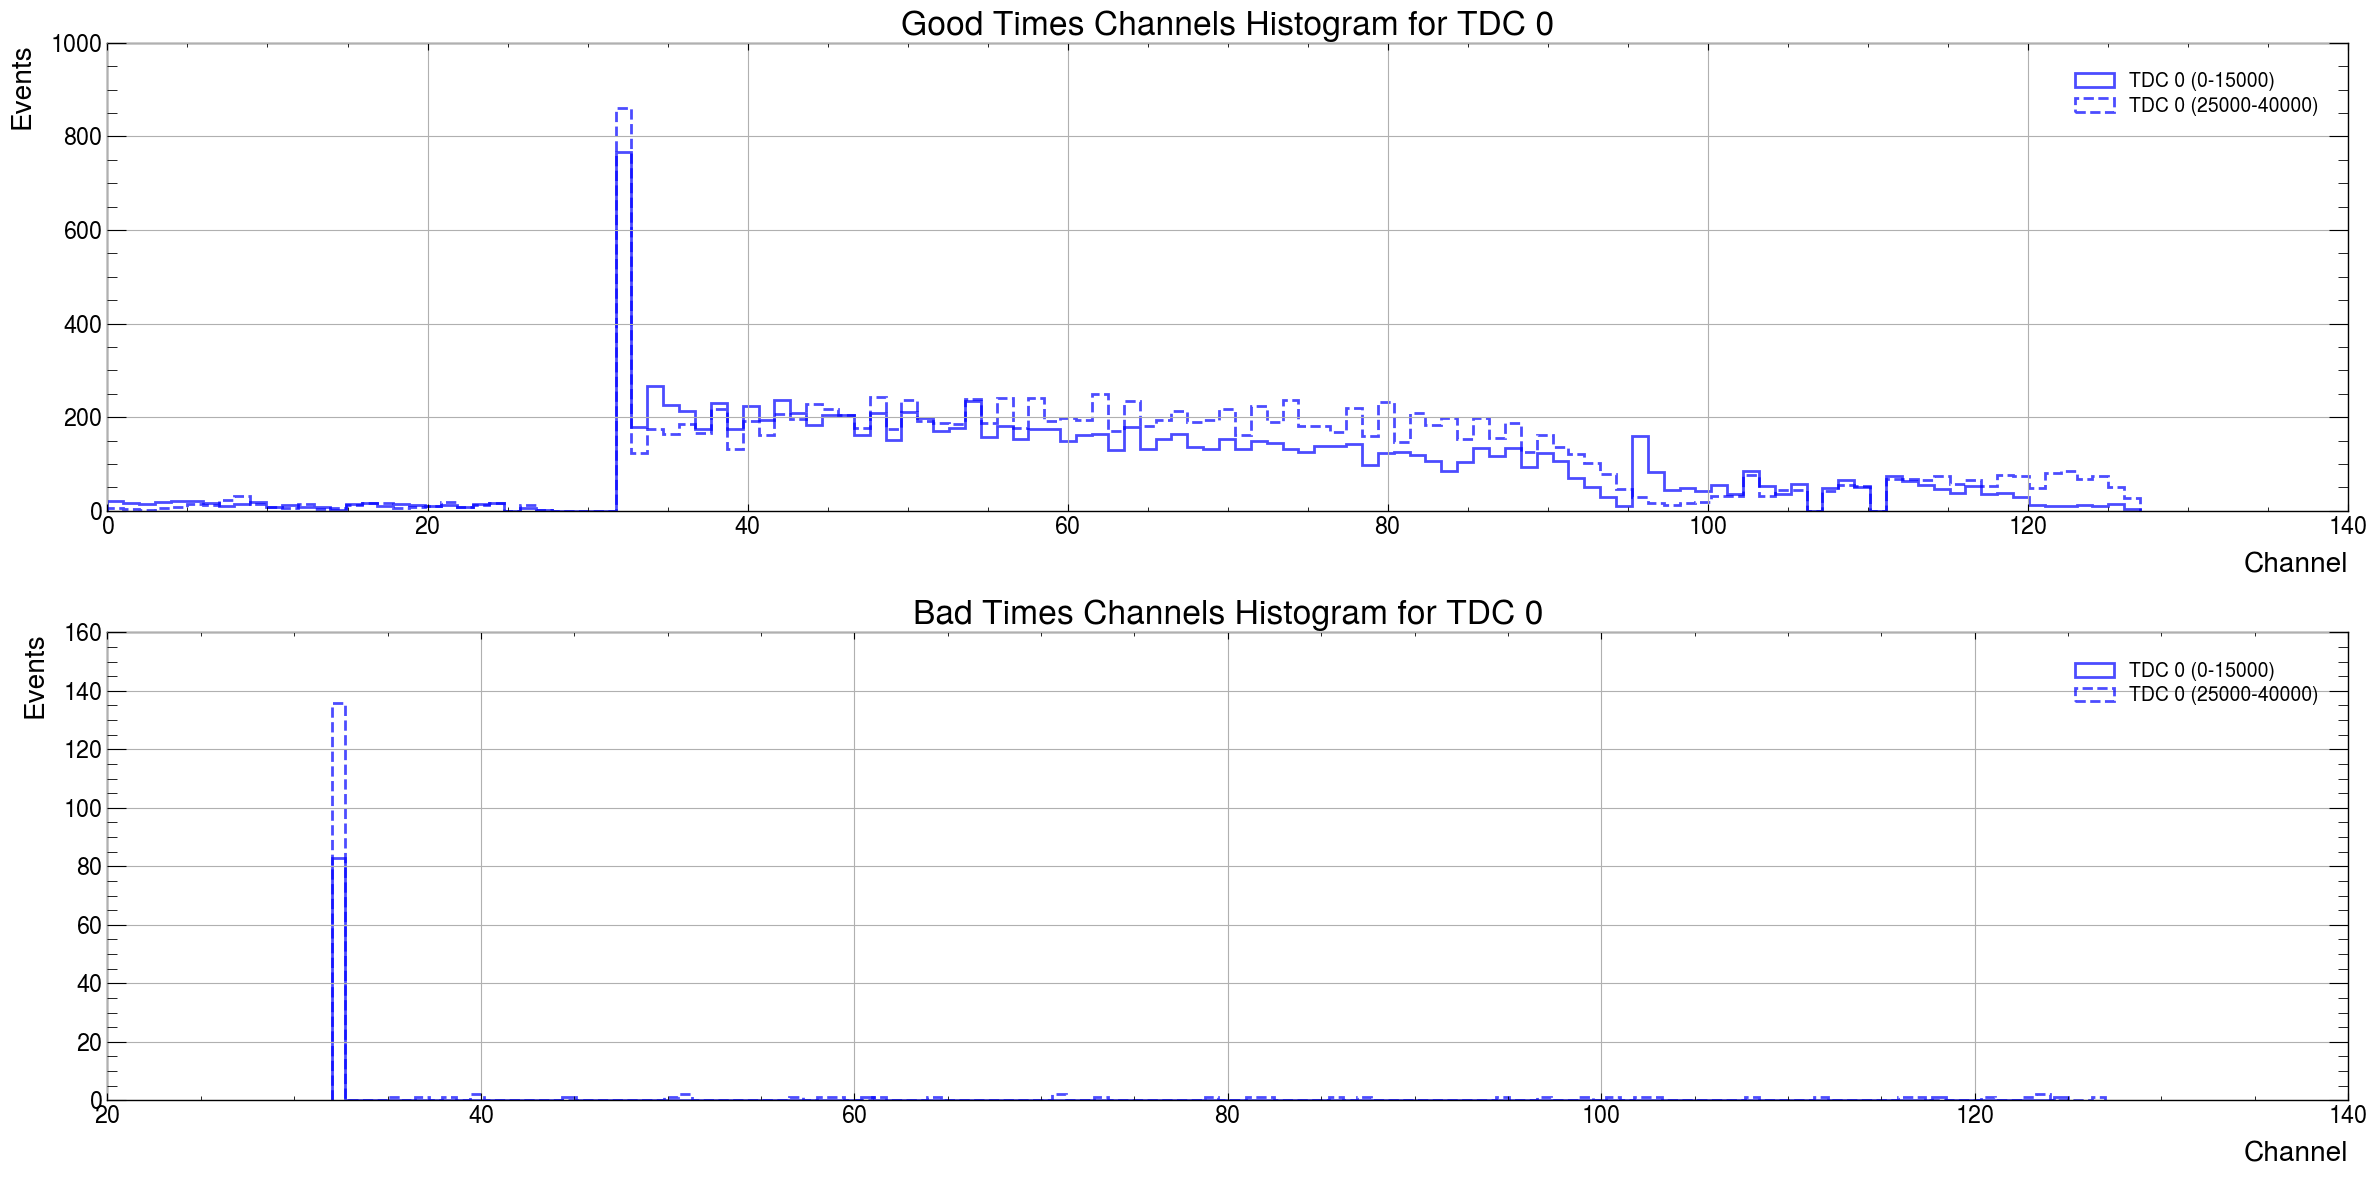 Good Times Channels Histogram for TDC 0
Events
1000
800
600
400
200
0
TDC 0 (0-15000)
TDC 0 (25000-40000)
0 20 40 60 80 100 120 140
Channel
Bad Times Channels Histogram for TDC 0
Events
160
140
120
100
80
60
40
20
0
TDC 0 (0-15000)
TDC 0 (25000-40000)
20 40 60 80 100 120 140
Channel